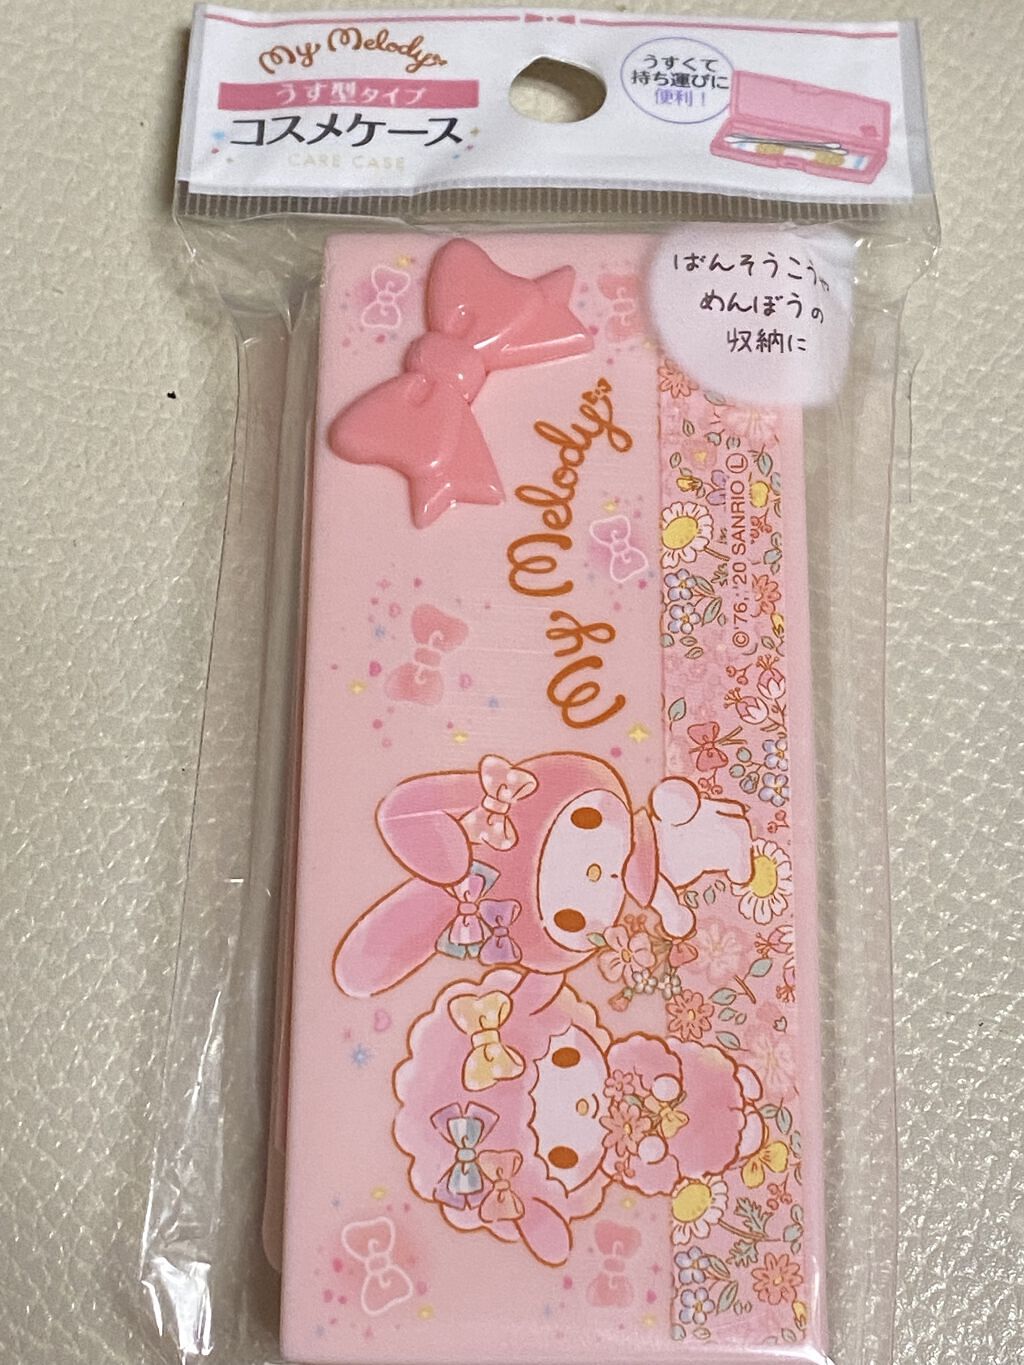 My Melody
うす型タイプ
コスメケース
CARE CASE
うすくて
持ち運びに
便利！
ばんそうこうや
めんぼうの
収納に
My Melody
©'76, '20 SANRIO Ⓛ